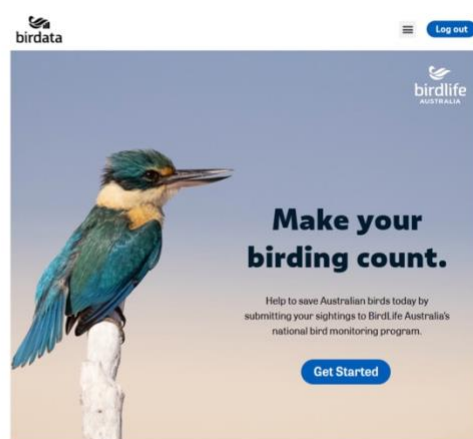 birdata
Log out
birdlife
AUSTRALIA
Make your
birding count.
Help to save Australian birds today by
submitting your sightings to BirdLife Australia's
national bird monitoring program.
Get Started